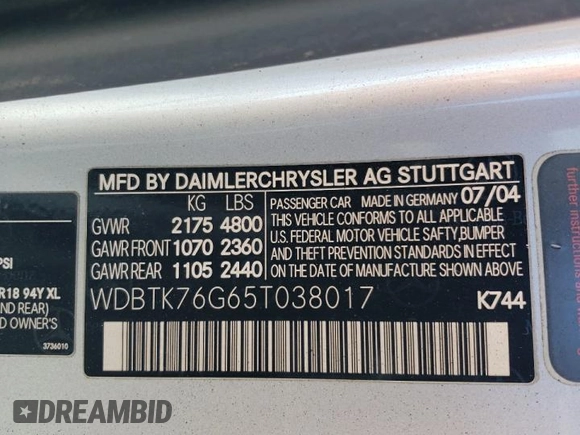 MFD BY DAIMLERCHRYSLER AG STUTTGART
KG LBS
GVWR 2175 4800
GAWR FRONT 1070 2360
GAWR REAR 1105 2440
PASSENGER CAR MADE IN GERMANY 07/04
THIS VEHICLE CONFORMS TO ALL APPLICABLE
U.S. FEDERAL MOTOR VEHICLE SAFTY, BUMPER
AND THEFT PREVENTION STANDARDS IN EFFECT
ON THE DATE OF MANUFACTURE SHOWN ABOVE.
WDBTK76G65T038017
K744
PSI
R18 94Y XL
AND REAR)
D OWNER'S
3736010
further instruction
DREAMBID